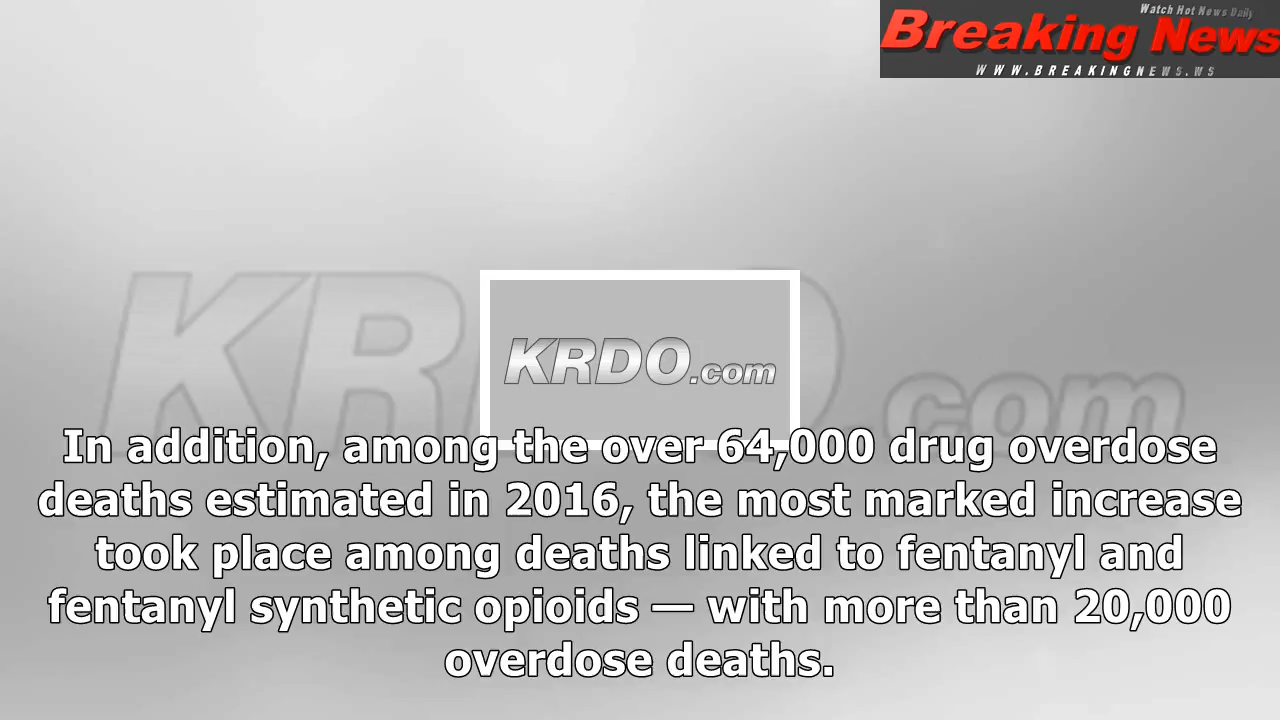 Watch Hot News Daily
Breaking News
WWW.BREAKINGNEWS.WS
KRDO.com
KRDO.com
In addition, among the over 64,000 drug overdose
deaths estimated in 2016, the most marked increase
took place among deaths linked to fentanyl and
fentanyl synthetic opioids — with more than 20,000
overdose deaths.